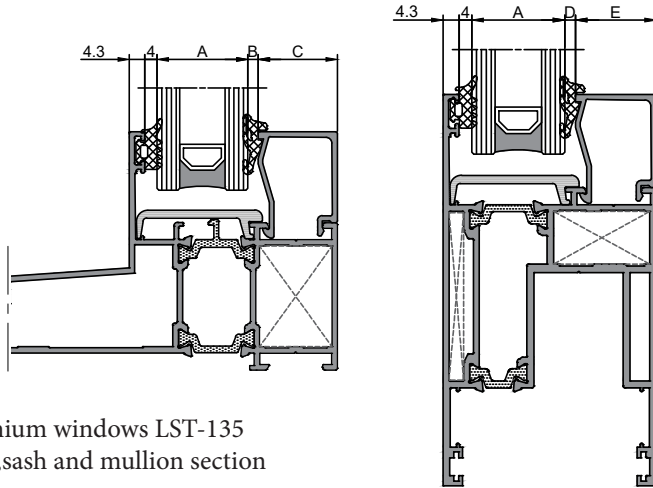 4.3 4 A B C
4.3 4 A D E
nium windows LST-135
,sash and mullion section